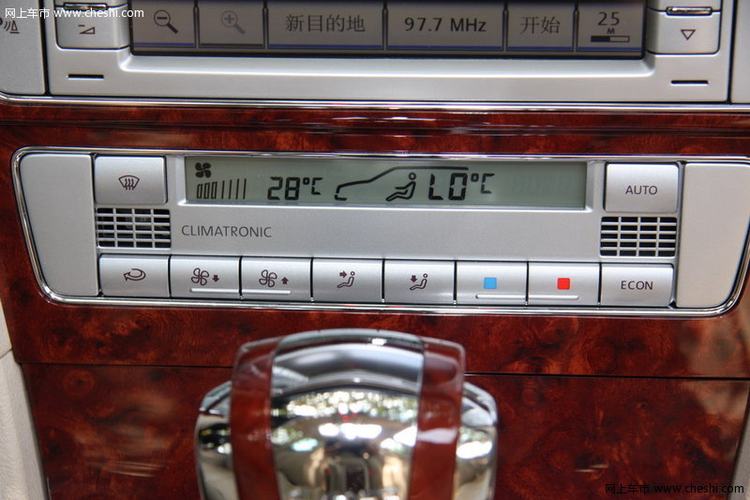 网上车市 www.cheshi.com
新目的地 97.7 MHz 开始 25
28°C LO°C
AUTO
CLIMATRONIC
ECON
网上车市 www.cheshi.com